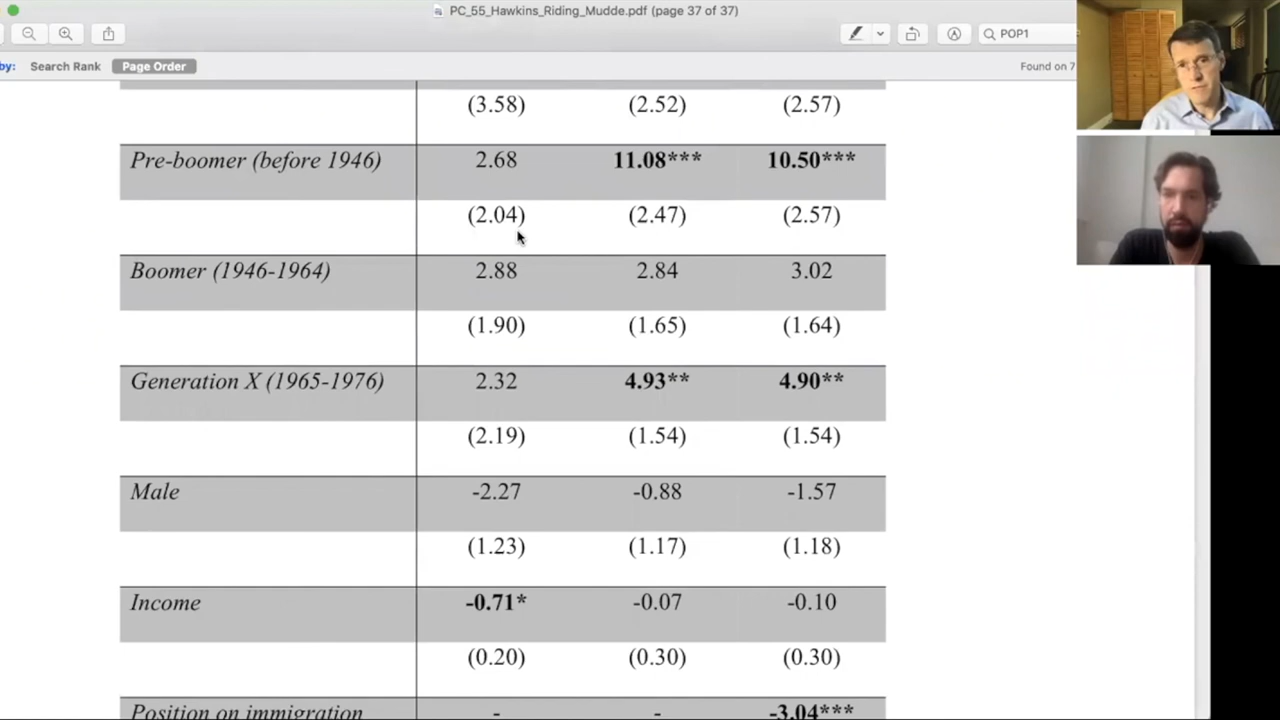 PC_55_Hawkins_Riding_Mudde.pdf (page 37 of 37)
POP1
by: Search Rank Page Order Found on 7
(3.58) (2.52) (2.57)
Pre-boomer (before 1946) 2.68 11.08*** 10.50***
(2.04) (2.47) (2.57)
Boomer (1946-1964) 2.88 2.84 3.02
(1.90) (1.65) (1.64)
Generation X (1965-1976) 2.32 4.93** 4.90**
(2.19) (1.54) (1.54)
Male -2.27 -0.88 -1.57
(1.23) (1.17) (1.18)
Income -0.71* -0.07 -0.10
(0.20) (0.30) (0.30)
Position on immigration - - -3.04***